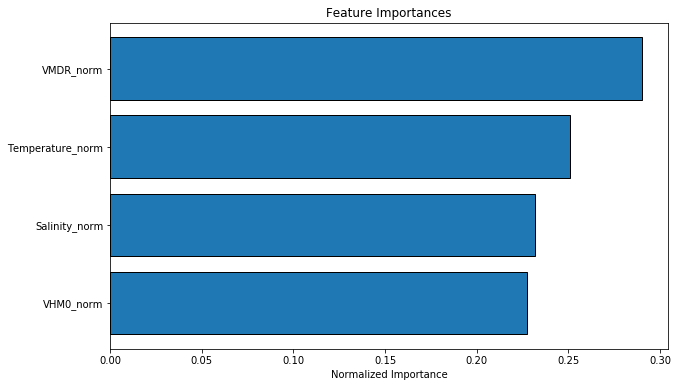 Feature Importances
VMDR_norm
Temperature_norm
Salinity_norm
VHM0_norm
0.00 0.05 0.10 0.15 0.20 0.25 0.30
Normalized Importance